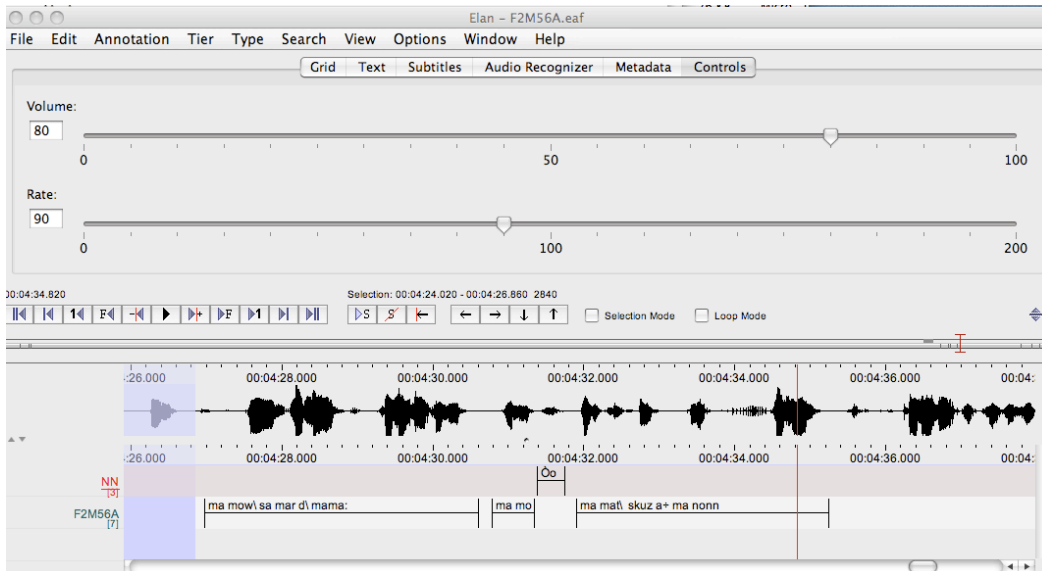 Elan - F2M56A.eaf
File Edit Annotation Tier Type Search View Options Window Help
Grid Text Subtitles Audio Recognizer Metadata Controls
Volume:
80
0 50 100
Rate:
90
0 100 200
00:04:34.820 Selection: 00:04:24.020 - 00:04:26.860 2840
Selection Mode Loop Mode
:26.000 00:04:28.000 00:04:30.000 00:04:32.000 00:04:34.000 00:04:36.000 00:04:
:26.000 00:04:28.000 00:04:30.000 00:04:32.000 00:04:34.000 00:04:36.000 00:04:
Òo
NN
[3]
ma mow\ sa mar d\ mama: ma mo ma mat\ skuz a+ ma nonn
F2M56A
[7]